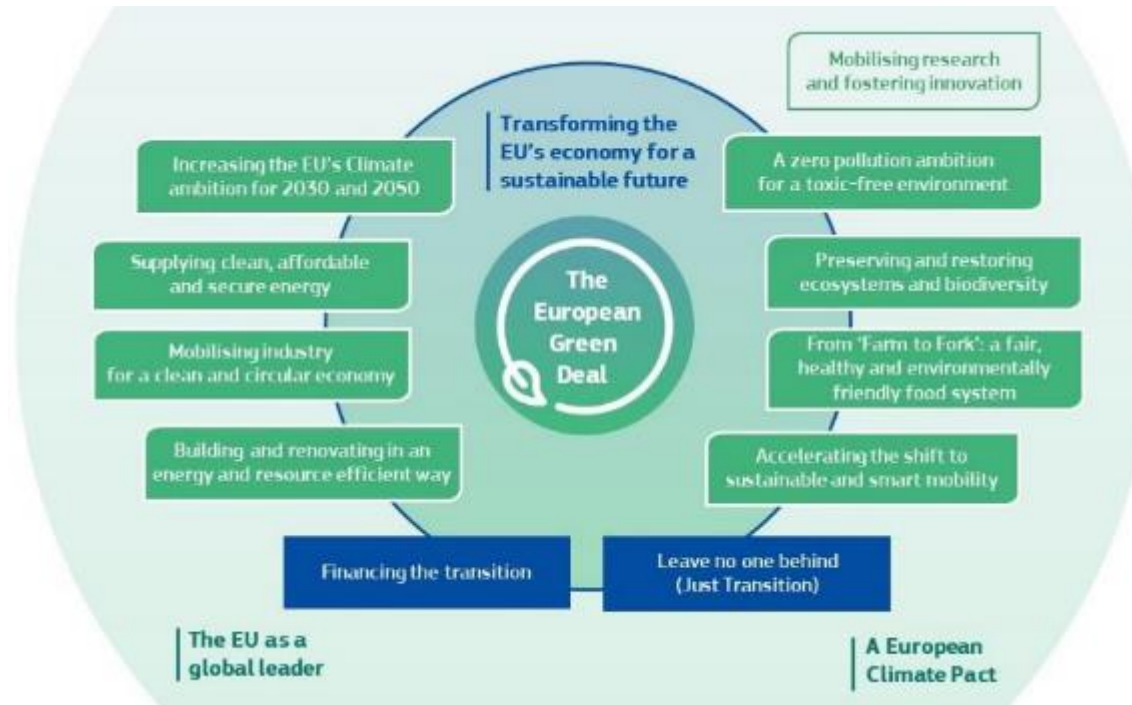 Mobilising research
and fostering innovation
Transforming the
EU's economy for a
sustainable future
Increasing the EU's Climate
ambition for 2030 and 2050
A zero pollution ambition
for a toxic-free environment
Supplying clean, affordable
and secure energy
The
European
Green
Deal
Preserving and restoring
ecosystems and biodiversity
Mobilising industry
for a clean and circular economy
From 'Farm to Fork': a fair,
healthy and environmentally
friendly food system
Building and renovating in an
energy and resource efficient way
Accelerating the shift to
sustainable and smart mobility
Financing the transition
Leave no one behind
(Just Transition)
The EU as a
global leader
A European
Climate Pact